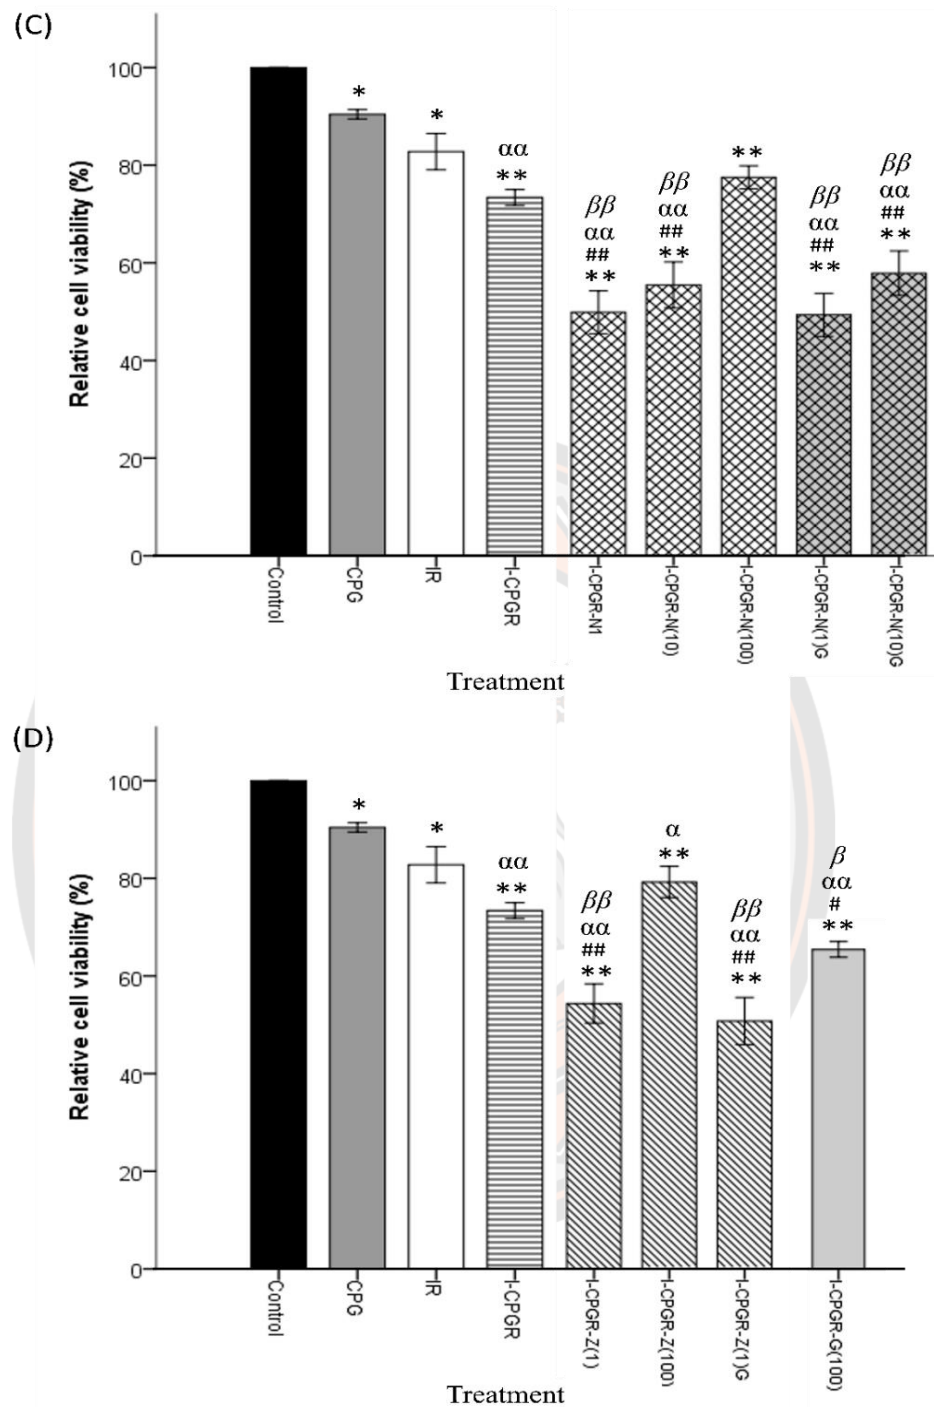 (C)
Relative cell viability (%)
100
80
60
40
20
0
*
*
αα
**
ββ
αα
##
**
ββ
αα
##
**
**
ββ
αα
##
**
ββ
αα
##
**
Control
CPG
IR
I-CPGR
I-CPGR-N1
I-CPGR-N(10)
I-CPGR-N(100)
I-CPGR-N(1)G
I-CPGR-N(10)G
Treatment
(D)
Relative cell viability (%)
100
80
60
40
20
0
*
*
αα
**
ββ
αα
##
**
α
**
ββ
αα
##
**
β
αα
#
**
Control
CPG
IR
I-CPGR
I-CPGR-Z(1)
I-CPGR-Z(100)
I-CPGR-Z(1)G
I-CPGR-G(100)
Treatment